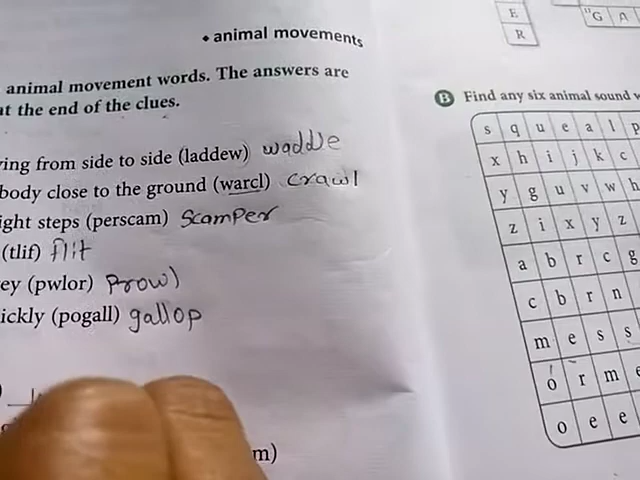 • animal movements
animal movement words. The answers are
at the end of the clues.
ing from side to side (laddew) waddle
body close to the ground (warcl) crawl
ight steps (perscam) Scamper
(tlif) flit
ey (pwlor) Prowl
ickly (pogall) gallop
m)
E
R
11 G A
B Find any six animal sound w
s q u e a l p
x h i j k c
y g u v w h
z i x y z
a b r c g
c b r n
m e s s
o r m e
o e e